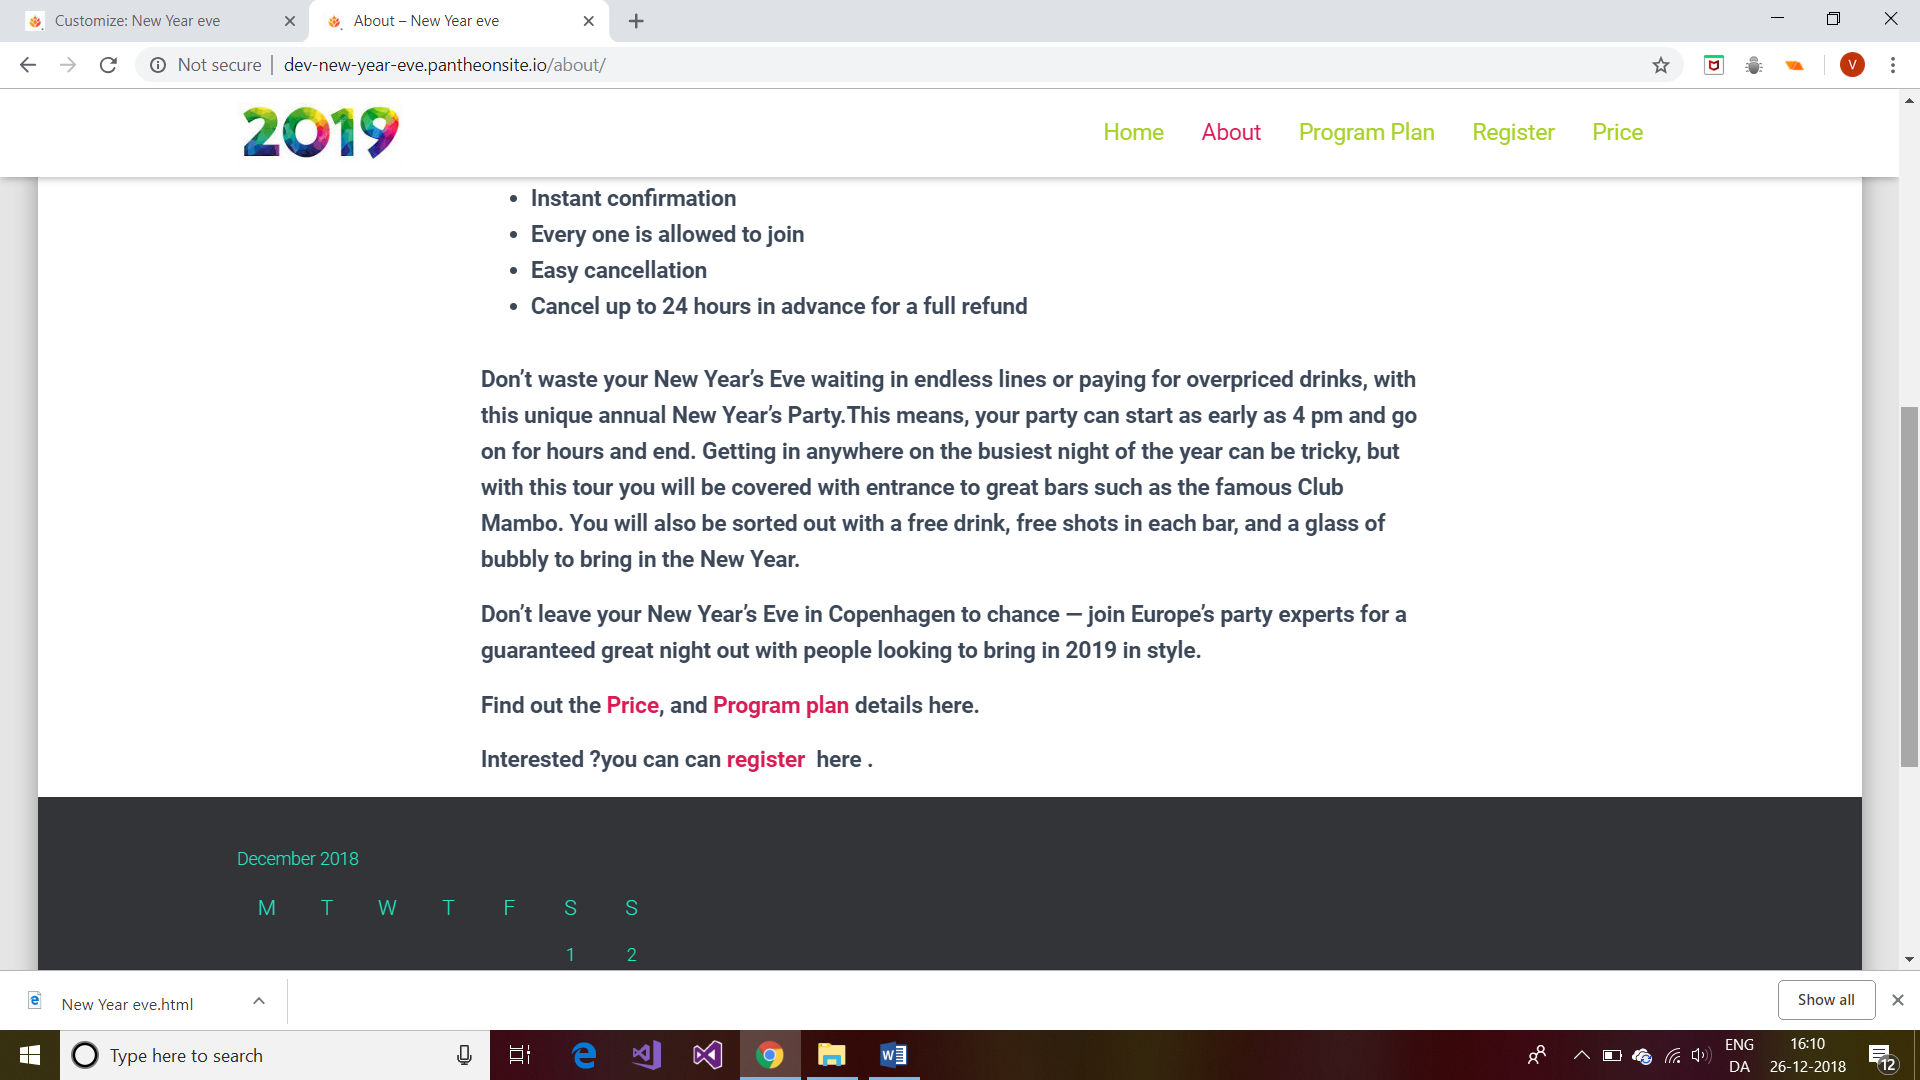 Customize: New Year eve
About – New Year eve
Not secure | dev-new-year-eve.pantheonsite.io/about/
V
2019
Home About Program Plan Register Price
• Instant confirmation
• Every one is allowed to join
• Easy cancellation
• Cancel up to 24 hours in advance for a full refund
Don’t waste your New Year’s Eve waiting in endless lines or paying for overpriced drinks, with
this unique annual New Year’s Party.This means, your party can start as early as 4 pm and go
on for hours and end. Getting in anywhere on the busiest night of the year can be tricky, but
with this tour you will be covered with entrance to great bars such as the famous Club
Mambo. You will also be sorted out with a free drink, free shots in each bar, and a glass of
bubbly to bring in the New Year.
Don’t leave your New Year’s Eve in Copenhagen to chance — join Europe’s party experts for a
guaranteed great night out with people looking to bring in 2019 in style.
Find out the Price, and Program plan details here.
Interested ?you can can register  here .
December 2018
M T W T F S S
1 2
New Year eve.html
Show all
Type here to search
ENG
DA
16:10
26-12-2018
12